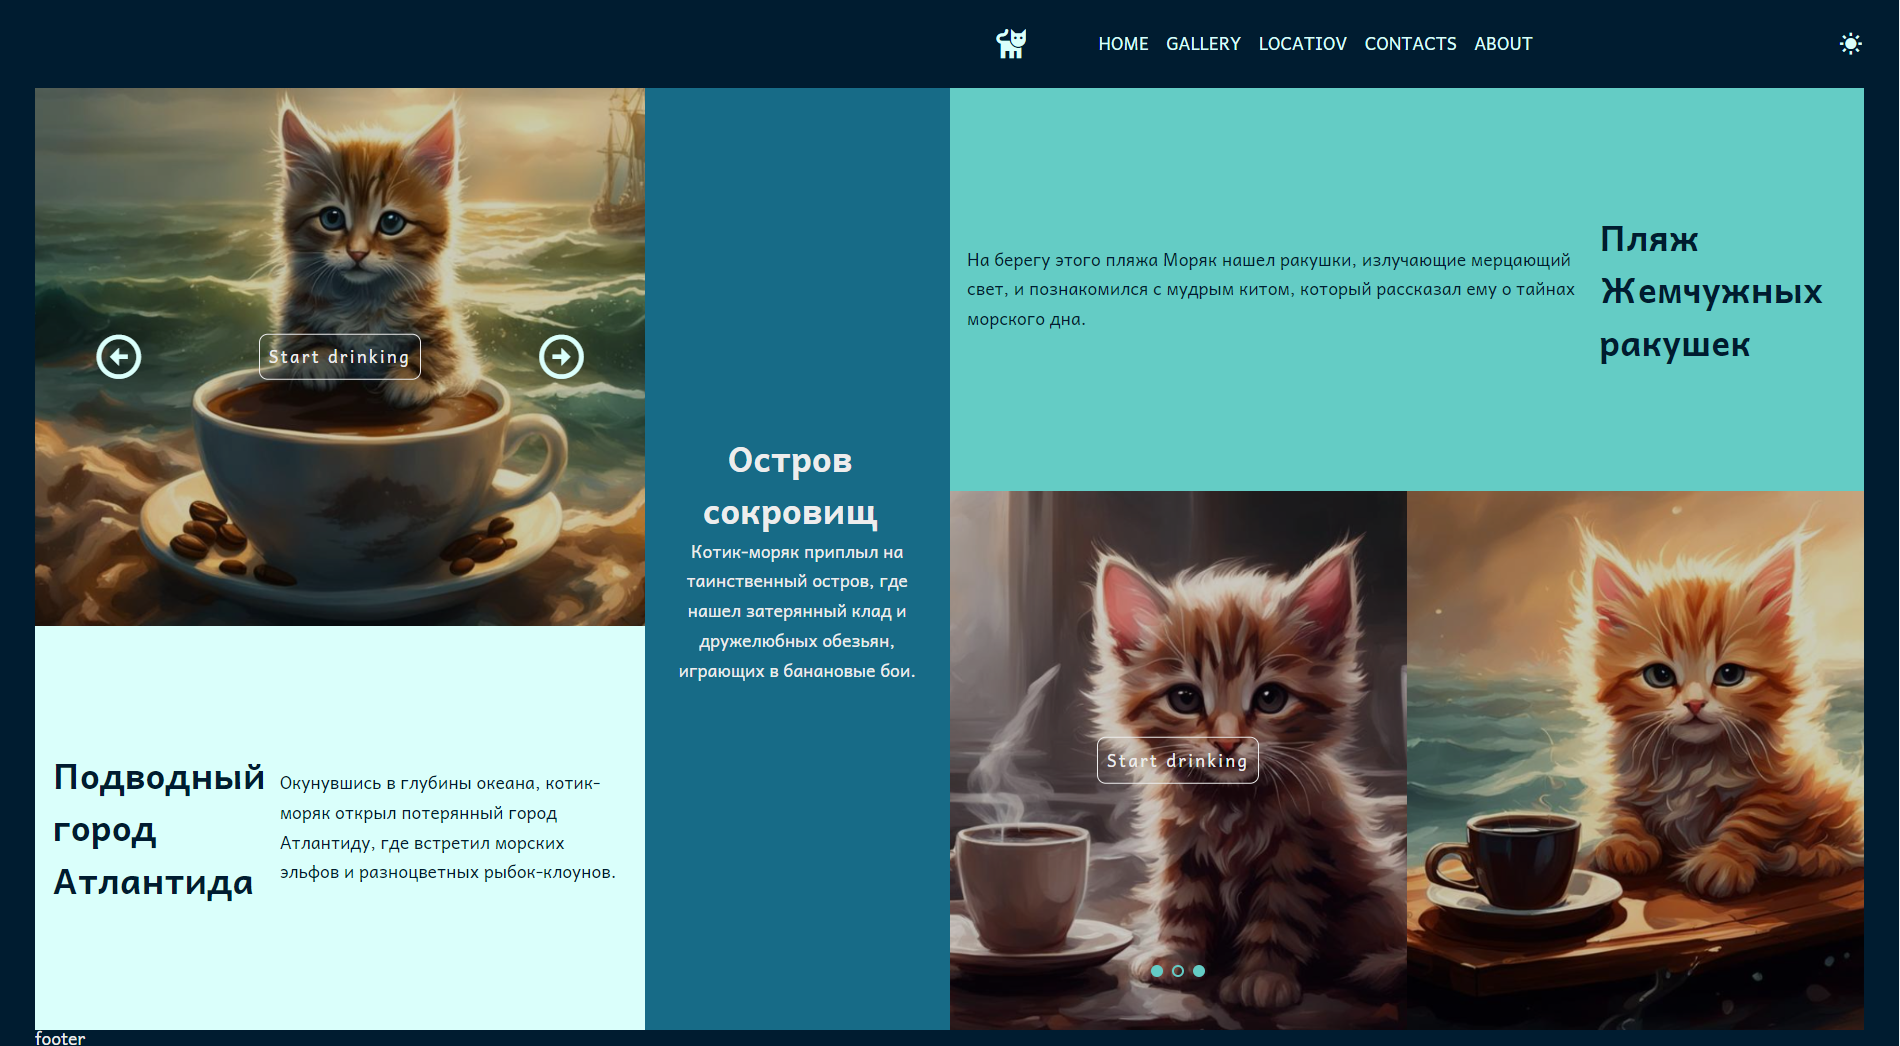 HOME GALLERY LOCATIOV CONTACTS ABOUT
Start drinking
Подводный
город
Атлантида
Окунувшись в глубины океана, котик-
моряк открыл потерянный город
Атлантиду, где встретил морских
эльфов и разноцветных рыбок-клоунов.
Остров
сокровищ
Котик-моряк приплыл на
таинственный остров, где
нашел затерянный клад и
дружелюбных обезьян,
играющих в банановые бои.
На берегу этого пляжа Моряк нашел ракушки, излучающие мерцающий
свет, и познакомился с мудрым китом, который рассказал ему о тайнах
морского дна.
Пляж
Жемчужных
ракушек
Start drinking
footer